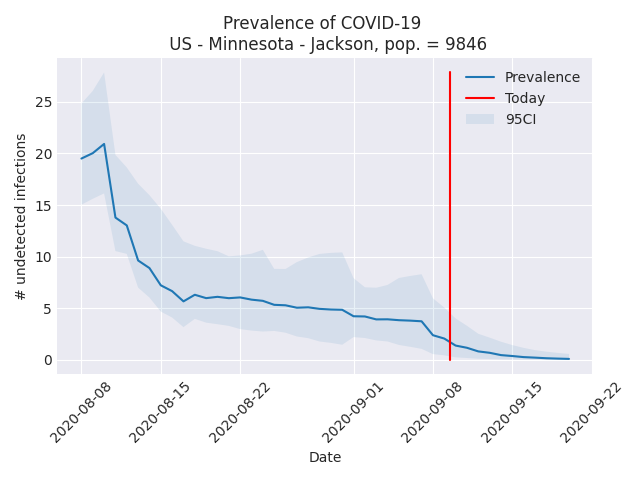 Prevalence of COVID-19
US - Minnesota - Jackson, pop. = 9846
Prevalence
Today
95CI
# undetected infections
25
20
15
10
5
0
2020-08-08
2020-08-15
2020-08-22
2020-09-01
2020-09-08
2020-09-15
2020-09-22
Date